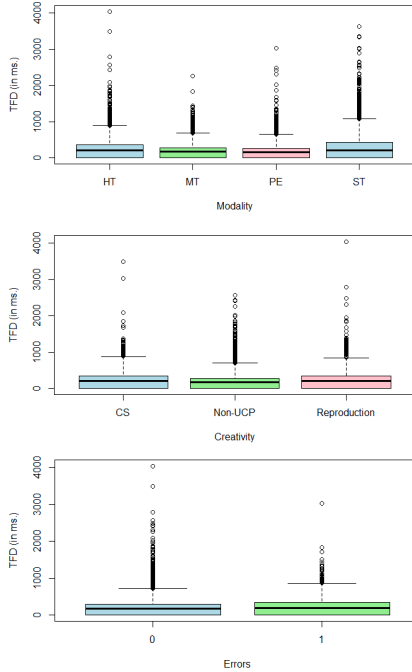 TFD (in ms.)
4000
3000
2000
1000
0
HT MT PE ST
Modality
TFD (in ms.)
4000
3000
2000
1000
0
CS Non-UCP Reproduction
Creativity
TFD (in ms.)
4000
3000
2000
1000
0
0 1
Errors